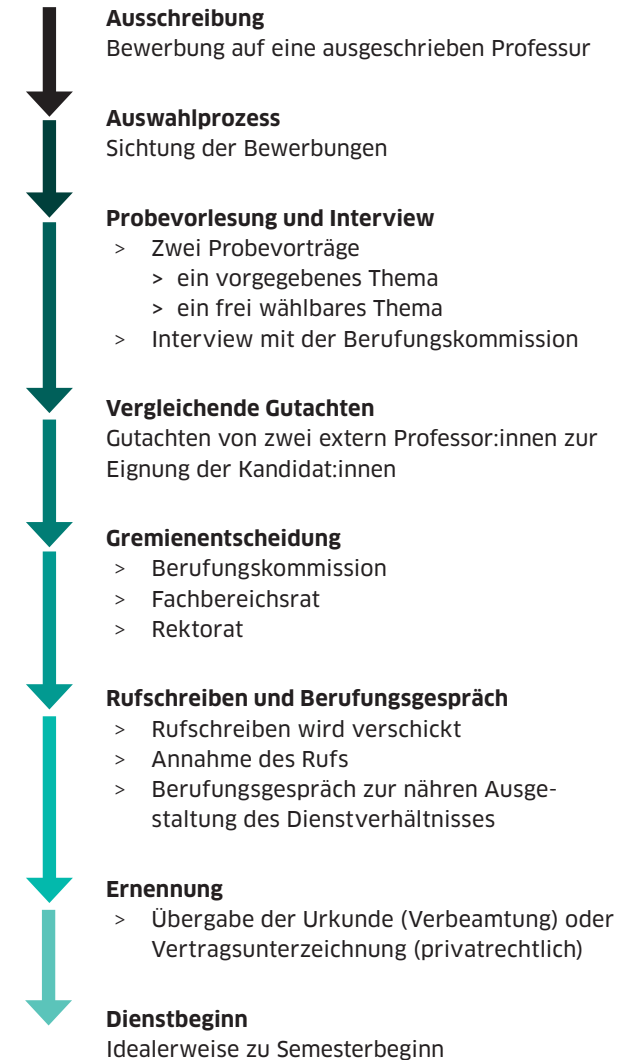 Ausschreibung
Bewerbung auf eine ausgeschrieben Professur
Auswahlprozess
Sichtung der Bewerbungen
Probevorlesung und Interview
> Zwei Probevorträge
> ein vorgegebenes Thema
> ein frei wählbares Thema
> Interview mit der Berufungskommission
Vergleichende Gutachten
Gutachten von zwei extern Professor:innen zur
Eignung der Kandidat:innen
Gremienentscheidung
> Berufungskommission
> Fachbereichsrat
> Rektorat
Rufschreiben und Berufungsgespräch
> Rufschreiben wird verschickt
> Annahme des Rufs
> Berufungsgespräch zur nähren Ausge-
staltung des Dienstverhältnisses
Ernennung
> Übergabe der Urkunde (Verbeamtung) oder
Vertragsunterzeichnung (privatrechtlich)
Dienstbeginn
Idealerweise zu Semesterbeginn